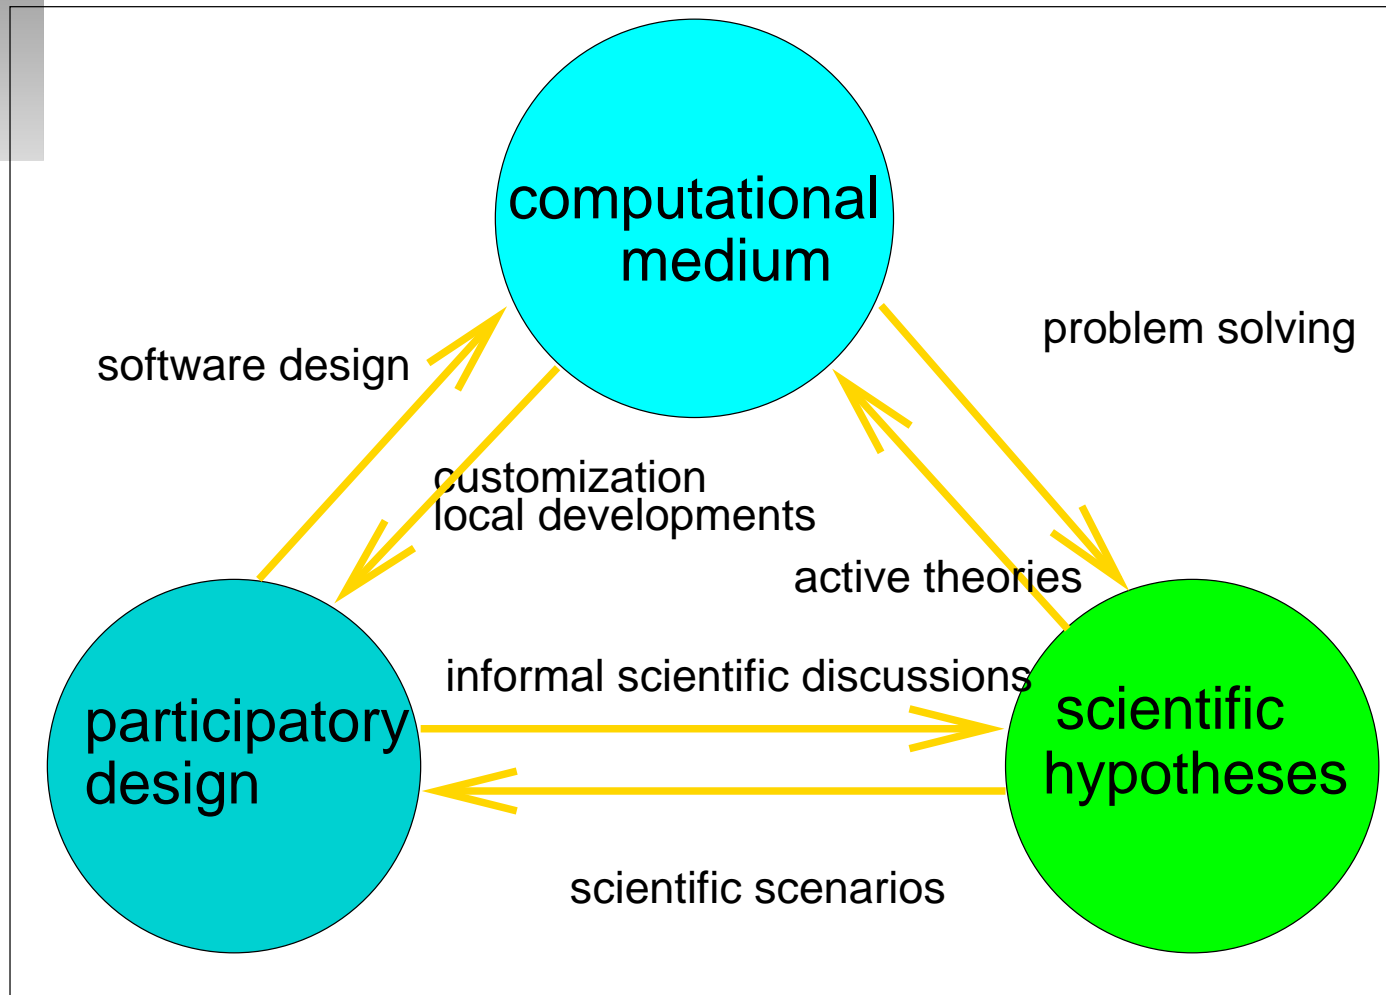 computational
medium
problem solving
software design
customization
local developments
active theories
informal scientific discussions
participatory
design
scientific
hypotheses
scientific scenarios